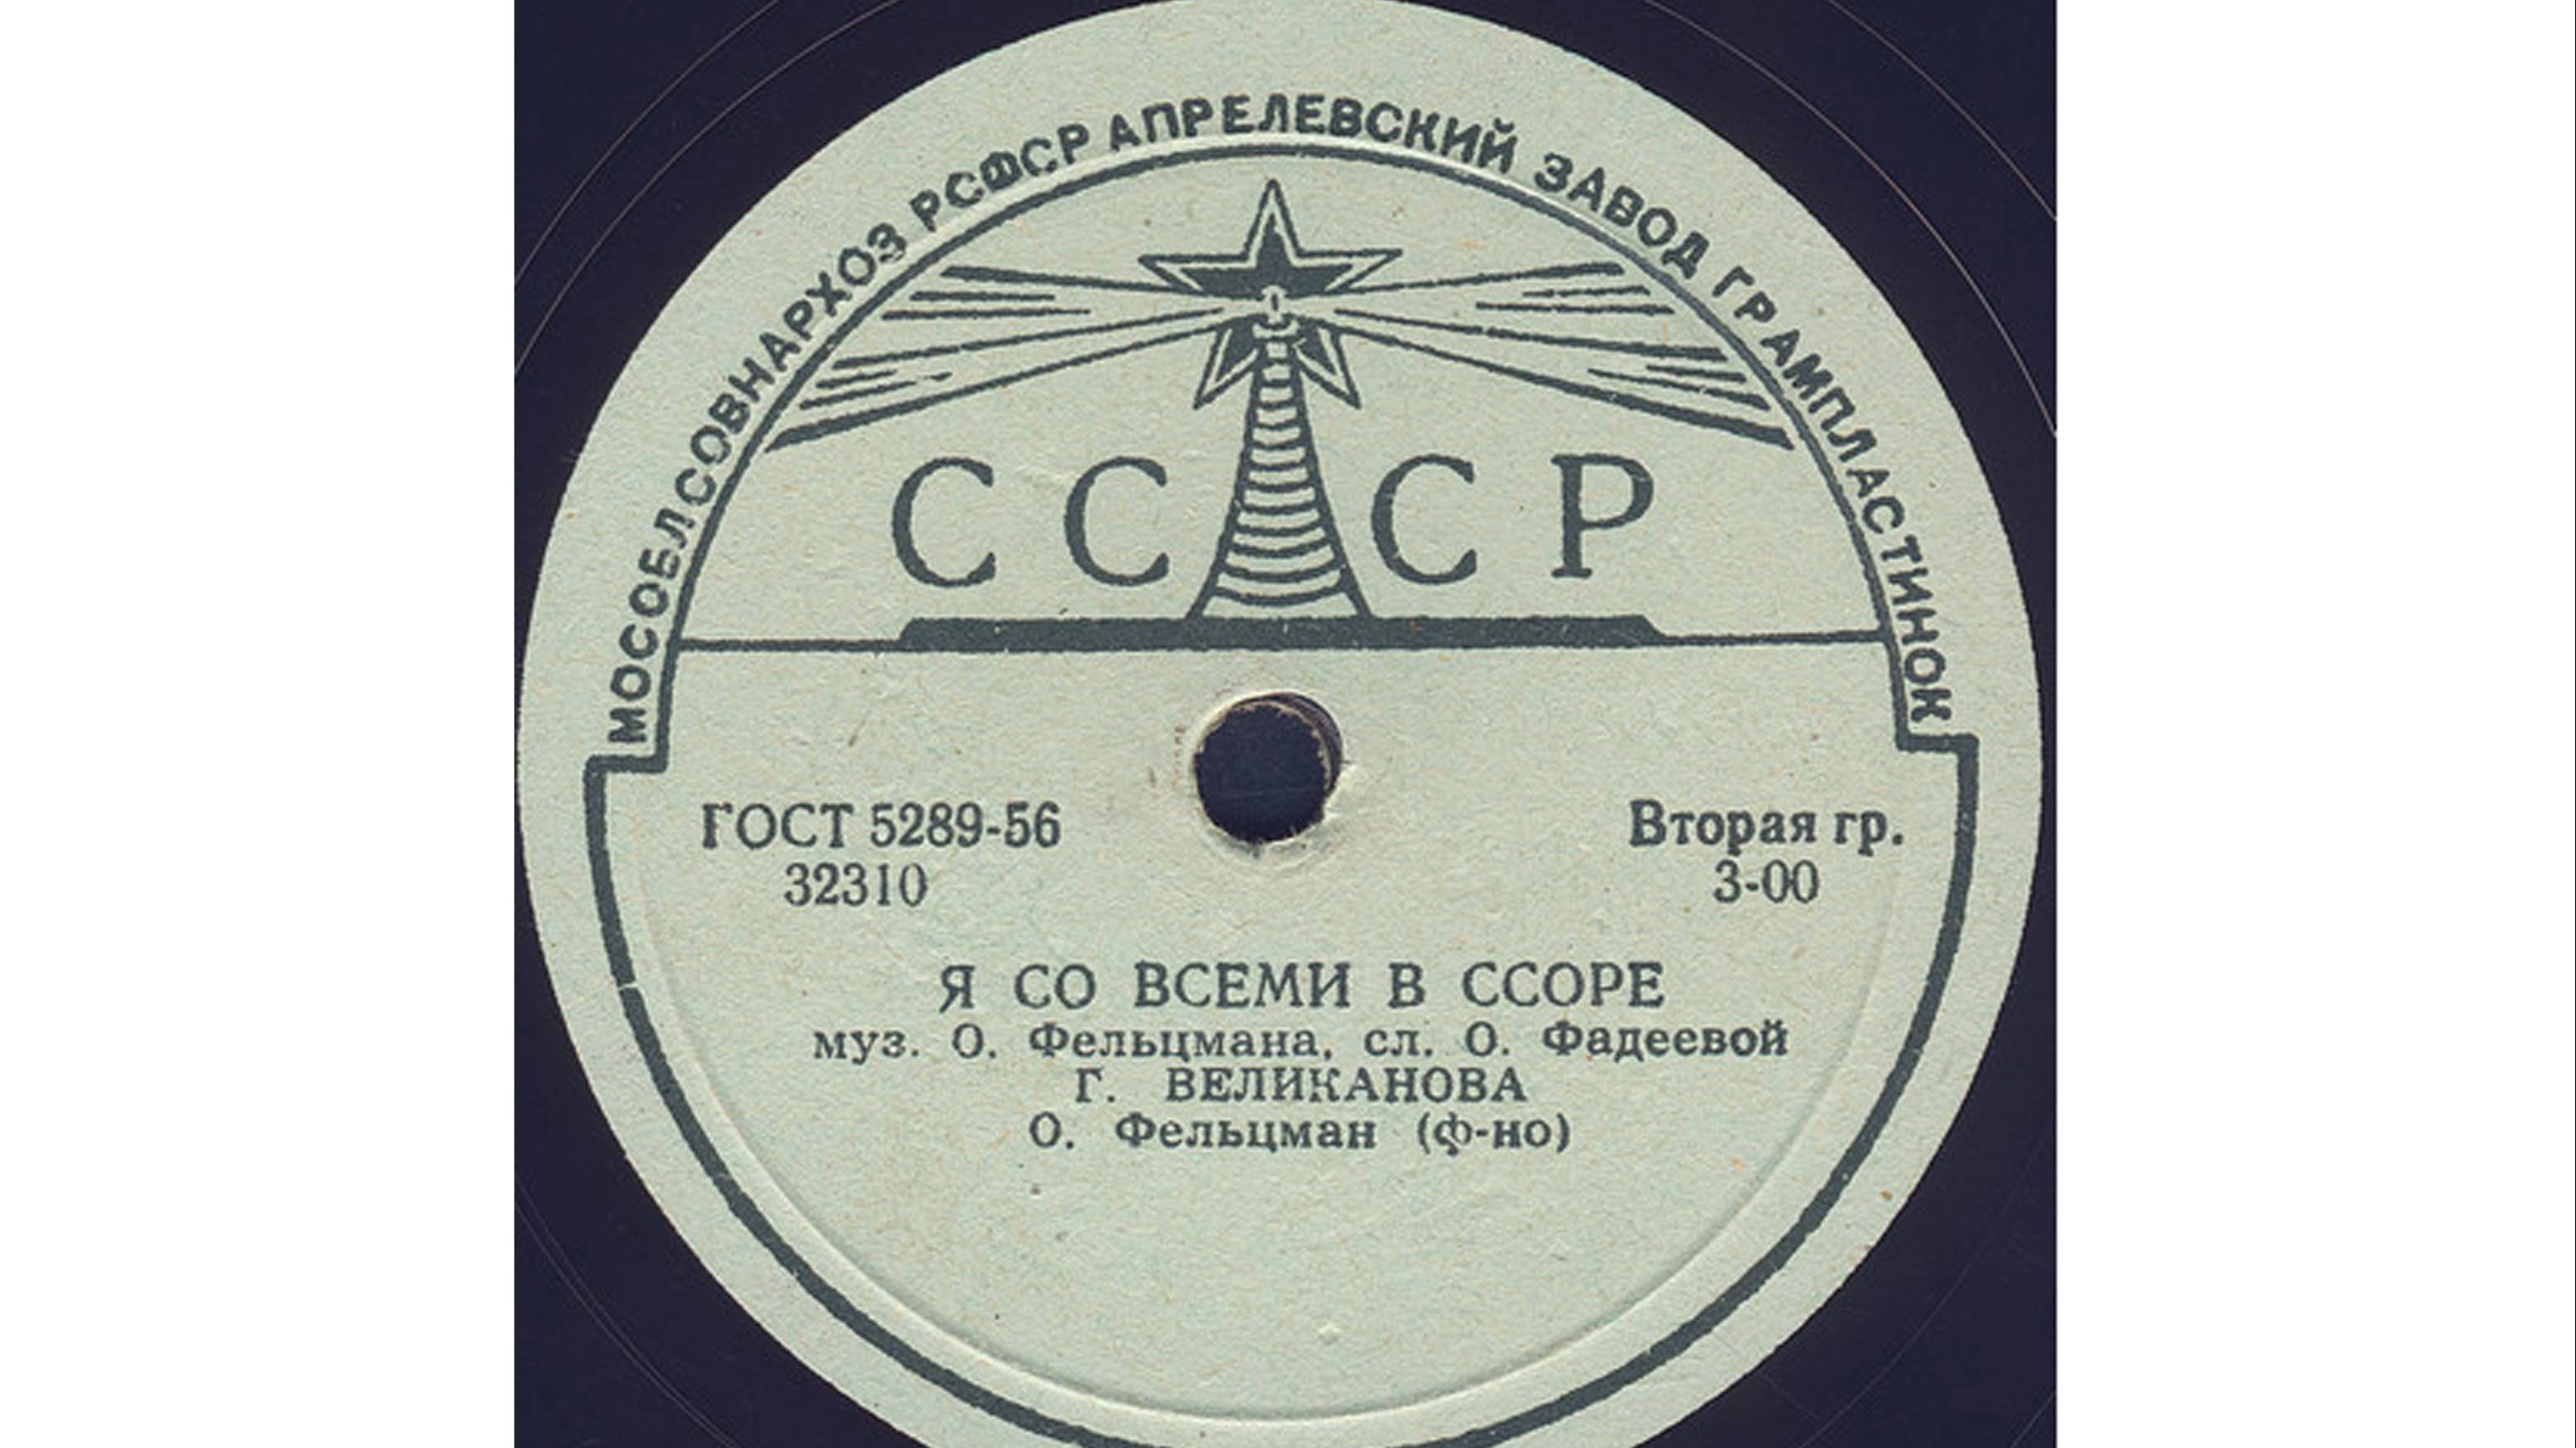 МОСОБЛСОВНАРХОЗ РСФСР АПРЕЛЕВСКИЙ ЗАВОД ГРАМПЛАСТИНОК
СССР
ГОСТ 5289-56
32310
Вторая гр.
3-00
Я СО ВСЕМИ В ССОРЕ
муз. О. Фельцмана, сл. О. Фадеевой
Г. ВЕЛИКАНОВА
О. Фельцман (ф-но)